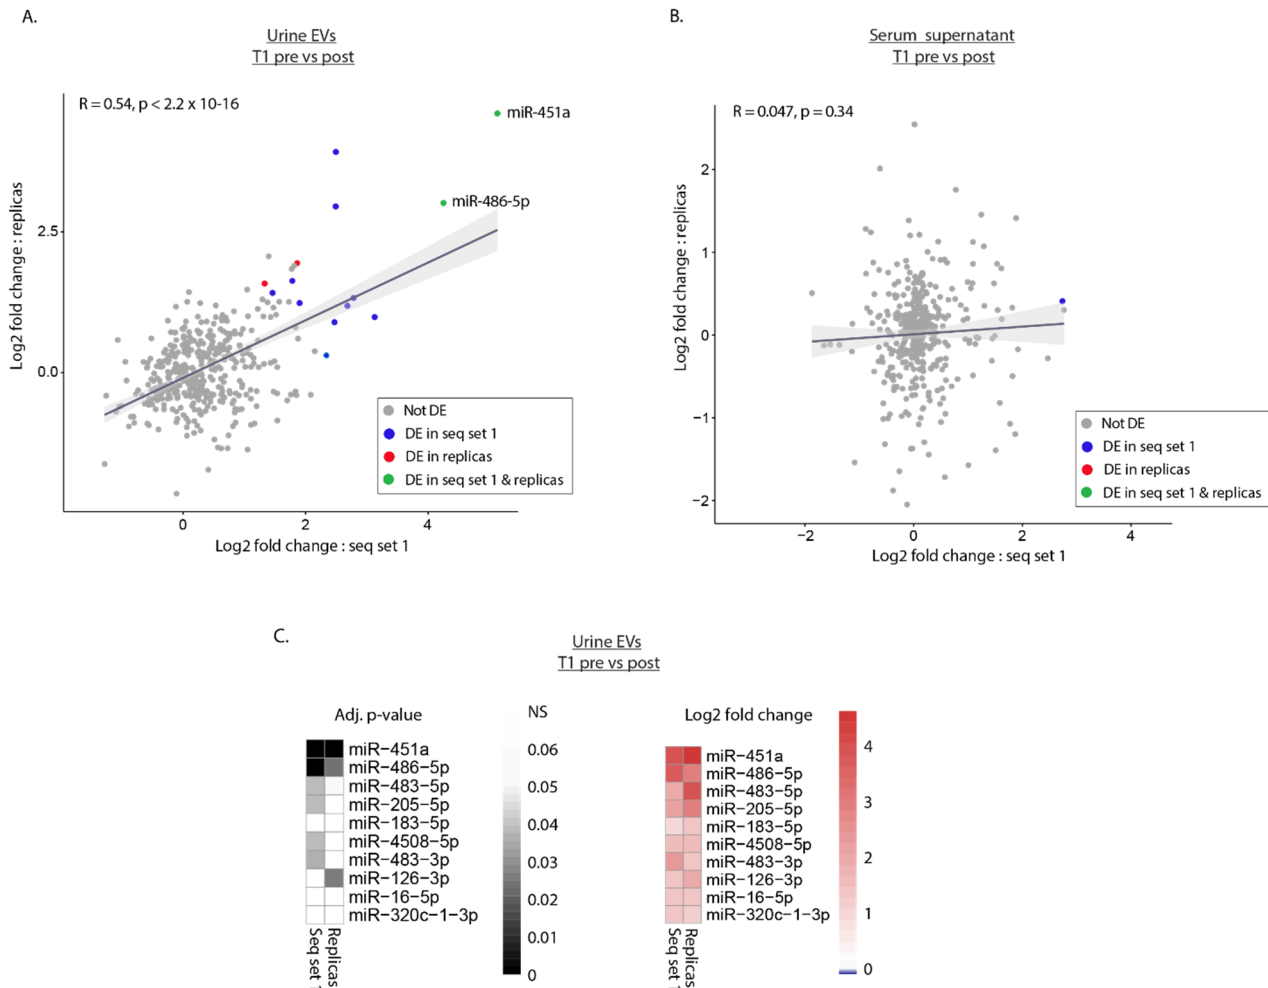 A.
Urine EVs
T1 pre vs post
R = 0.54, p < 2.2 x 10-16
miR-451a
miR-486-5p
Log2 fold change : replicas
2.5
0.0
Not DE
DE in seq set 1
DE in replicas
DE in seq set 1 & replicas
0 2 4
Log2 fold change : seq set 1
B.
Serum supernatant
T1 pre vs post
R = 0.047, p = 0.34
Log2 fold change : replicas
2
1
0
−1
−2
Not DE
DE in seq set 1
DE in replicas
DE in seq set 1 & replicas
−2 0 2 4
Log2 fold change : seq set 1
C.
Urine EVs
T1 pre vs post
Adj. p-value
miR−451a
miR−486−5p
miR−483−5p
miR−205−5p
miR−183−5p
miR−4508−5p
miR−483−3p
miR−126−3p
miR−16−5p
miR−320c−1−3p
Seq set 1
Replicas
NS
0.06
0.05
0.04
0.03
0.02
0.01
0
Log2 fold change
miR−451a
miR−486−5p
miR−483−5p
miR−205−5p
miR−183−5p
miR−4508−5p
miR−483−3p
miR−126−3p
miR−16−5p
miR−320c−1−3p
Seq set 1
Replicas
4
3
2
1
0